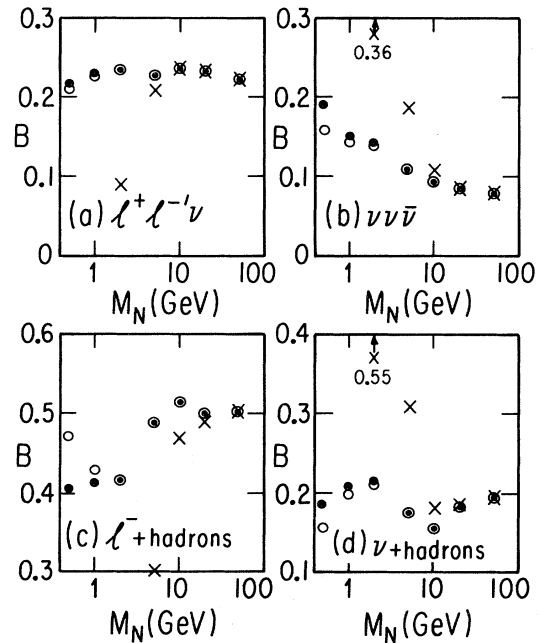 0.3
0.2
B
0.1
0
(a) ℓ⁺ℓ⁻′ν
1 10 100
M_N (GeV)
0.3
0.2
B
0.1
0
0.36
(b) νν\bar{ν}
1 10 100
M_N (GeV)
0.6
0.5
B
0.4
0.3
(c) ℓ⁻+hadrons
1 10 100
M_N (GeV)
0.4
0.3
B
0.2
0.1
0.55
(d) ν+hadrons
1 10 100
M_N (GeV)